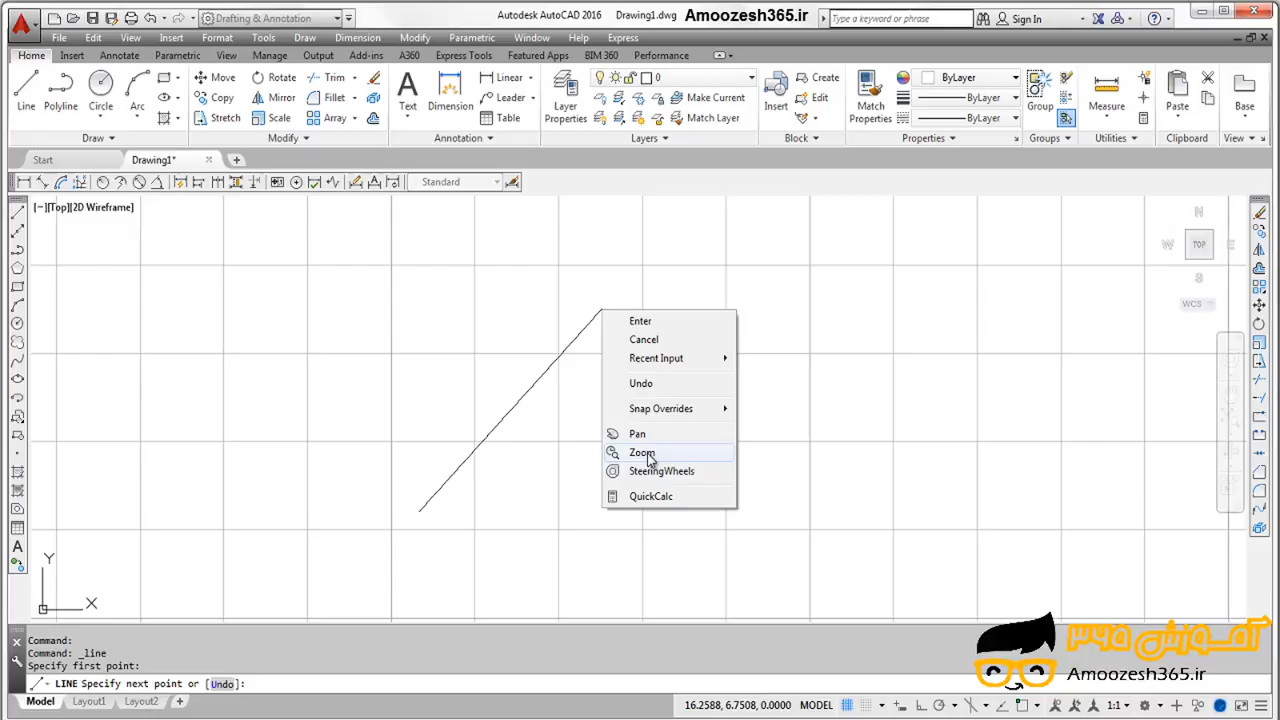 Drafting & Annotation
Autodesk AutoCAD 2016 Drawing1.dwg
Amoozesh365.ir
Type a keyword or phrase
Sign In
File Edit View Insert Format Tools Draw Dimension Modify Parametric Window Help Express
Home Insert Annotate Parametric View Manage Output Add-ins A360 Express Tools Featured Apps BIM 360 Performance
Move Rotate Trim Linear 0 Create ByLayer
Copy Mirror Fillet Leader Make Current Edit ByLayer
Stretch Scale Array Table Match Layer ByLayer
Line Polyline Circle Arc Text Dimension Layer Properties Insert Match Properties Group Measure Paste Base
Draw Modify Annotation Layers Block Properties Groups Utilities Clipboard View
Start Drawing1*
Standard
[−][Top][2D Wireframe]
N
W TOP E
S
WCS
Enter
Cancel
Recent Input
Undo
Snap Overrides
Pan
Zoom
SteeringWheels
QuickCalc
Y
X
Command:
Command: _line
Specify first point:
LINE Specify next point or [Undo]:
آموزش ۳۶۵
Amoozesh365.ir
Model Layout1 Layout2
16.2588, 6.7508, 0.0000 MODEL 1:1